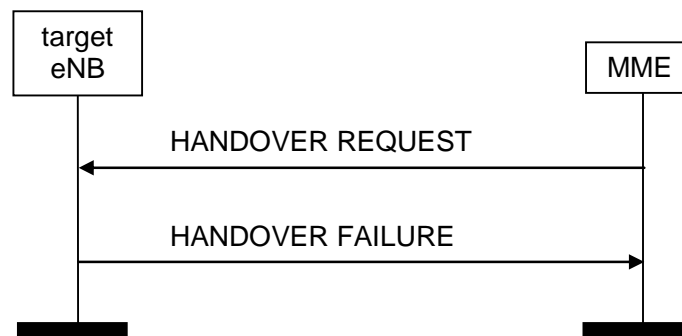 target
eNB
MME
HANDOVER REQUEST
HANDOVER FAILURE